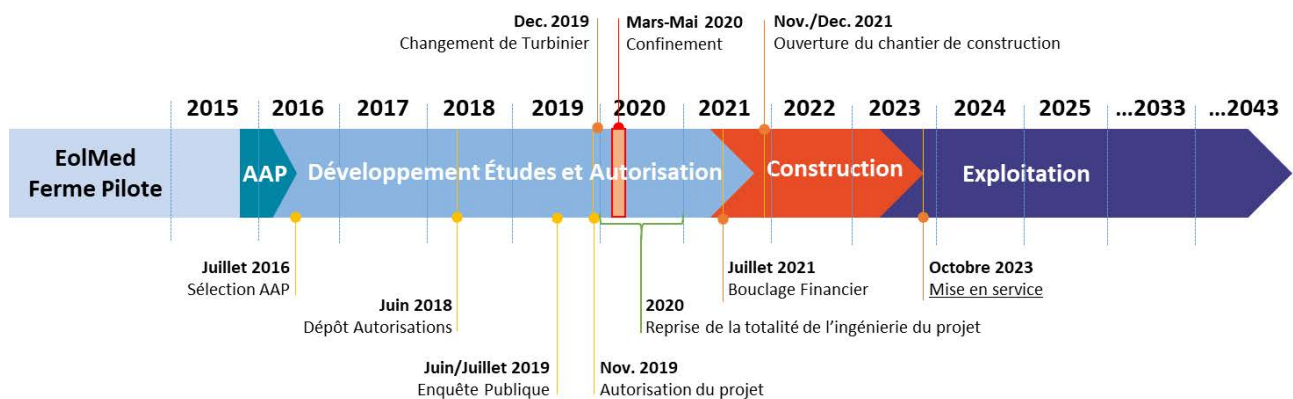 Dec. 2019
Changement de Turbinier
Mars-Mai 2020
Confinement
Nov./Dec. 2021
Ouverture du chantier de construction
2015 2016 2017 2018 2019 2020 2021 2022 2023 2024 2025 ...2033 ...2043
EolMed
Ferme Pilote
AAP
Développement Études et Autorisation
Construction
Exploitation
Juillet 2016
Sélection AAP
Juin 2018
Dépôt Autorisations
Juin/Juillet 2019
Enquête Publique
Nov. 2019
Autorisation du projet
2020
Reprise de la totalité de l'ingénierie du projet
Juillet 2021
Bouclage Financier
Octobre 2023
Mise en service